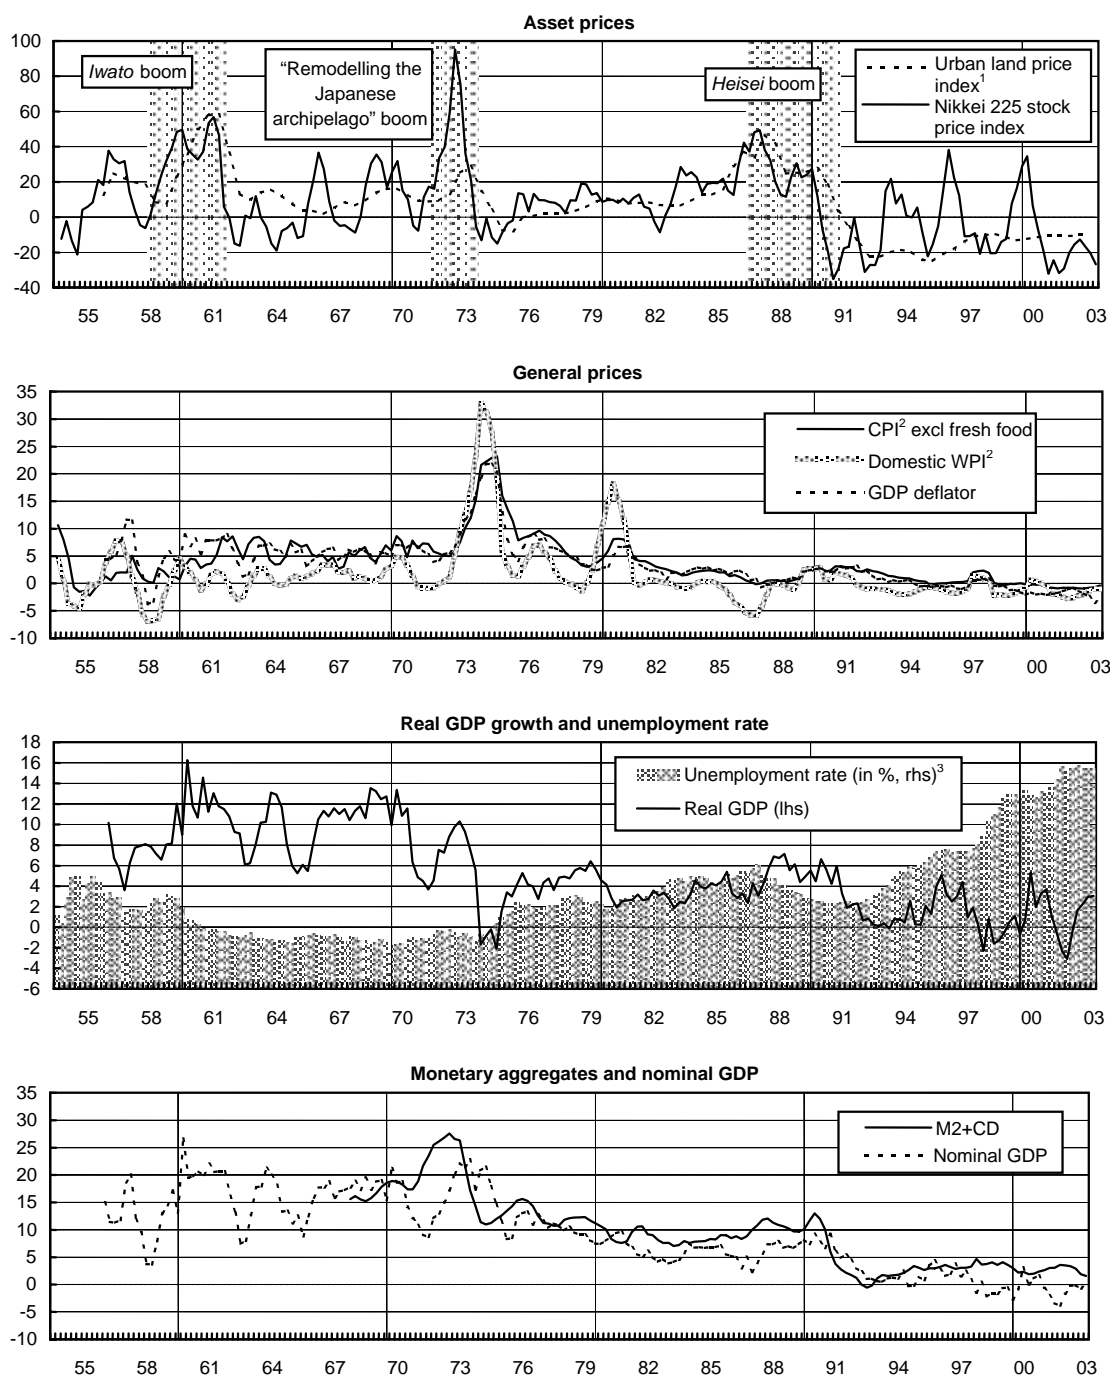 Asset prices
100
80
60
40
20
0
-20
-40
Iwato boom
“Remodelling the
Japanese
archipelago” boom
Heisei boom
Urban land price
index1
Nikkei 225 stock
price index
55 58 61 64 67 70 73 76 79 82 85 88 91 94 97 00 03
General prices
35
30
25
20
15
10
5
0
-5
-10
CPI2 excl fresh food
Domestic WPI2
GDP deflator
55 58 61 64 67 70 73 76 79 82 85 88 91 94 97 00 03
Real GDP growth and unemployment rate
18
16
14
12
10
8
6
4
2
0
-2
-4
-6
Unemployment rate (in %, rhs)3
Real GDP (lhs)
55 58 61 64 67 70 73 76 79 82 85 88 91 94 97 00 03
Monetary aggregates and nominal GDP
35
30
25
20
15
10
5
0
-5
-10
M2+CD
Nominal GDP
55 58 61 64 67 70 73 76 79 82 85 88 91 94 97 00 03